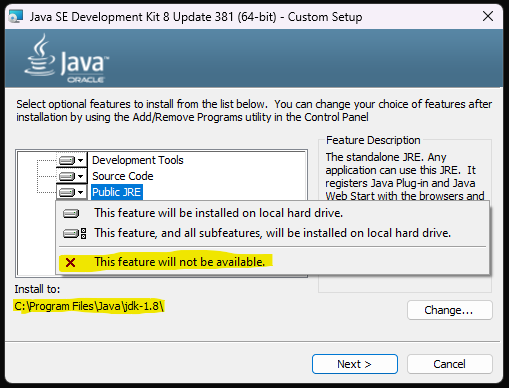 Java SE Development Kit 8 Update 381 (64-bit) - Custom Setup
Java
ORACLE
Select optional features to install from the list below. You can change your choice of features after
installation by using the Add/Remove Programs utility in the Control Panel
Development Tools
Source Code
Public JRE
Feature Description
The standalone JRE. Any
application can use this JRE. It
registers Java Plug-in and Java
Web Start with the browsers and
This feature will be installed on local hard drive.
This feature, and all subfeatures, will be installed on local hard drive.
This feature will not be available.
Install to:
C:\Program Files\Java\jdk-1.8\
Change...
Next >
Cancel